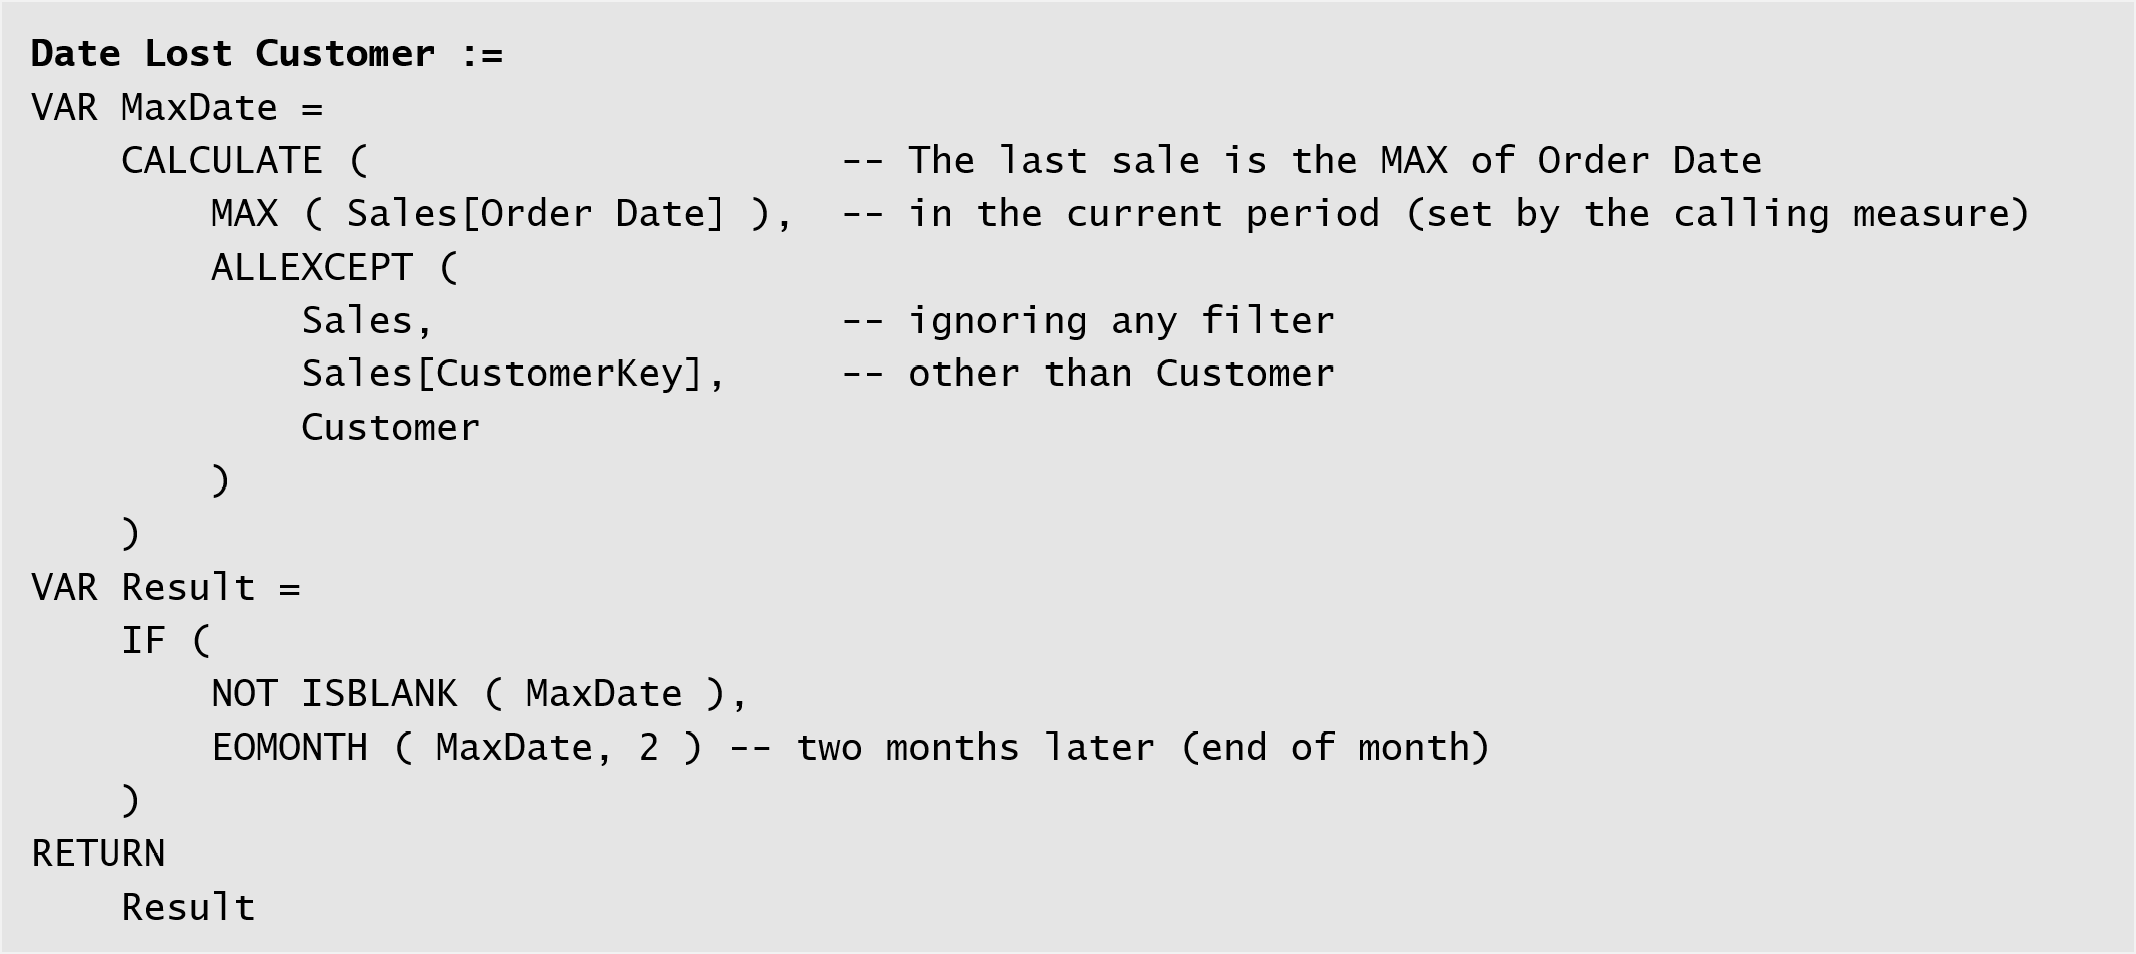 Date Lost Customer :=
VAR MaxDate =
    CALCULATE (                     -- The last sale is the MAX of Order Date
        MAX ( Sales[Order Date] ),  -- in the current period (set by the calling measure)
        ALLEXCEPT (
            Sales,                  -- ignoring any filter
            Sales[CustomerKey],     -- other than Customer
            Customer
        )
    )
VAR Result =
    IF (
        NOT ISBLANK ( MaxDate ),
        EOMONTH ( MaxDate, 2 ) -- two months later (end of month)
    )
RETURN
    Result